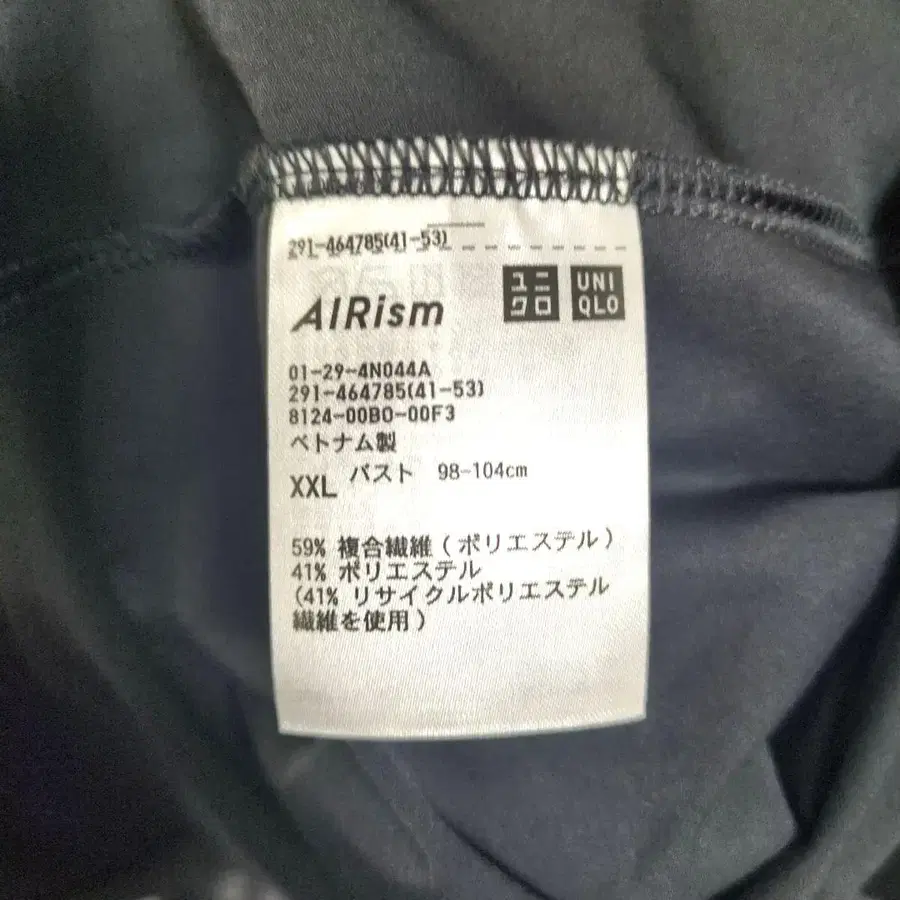 291-464785(41-53)
AIRism
ユニクロ
UNIQLO
01-29-4N044A
291-464785(41-53)
8124-00B0-00F3
ベトナム製
XXL バスト 98-104cm
59% 複合繊維(ポリエステル)
41% ポリエステル
(41% リサイクルポリエステル
繊維を使用)